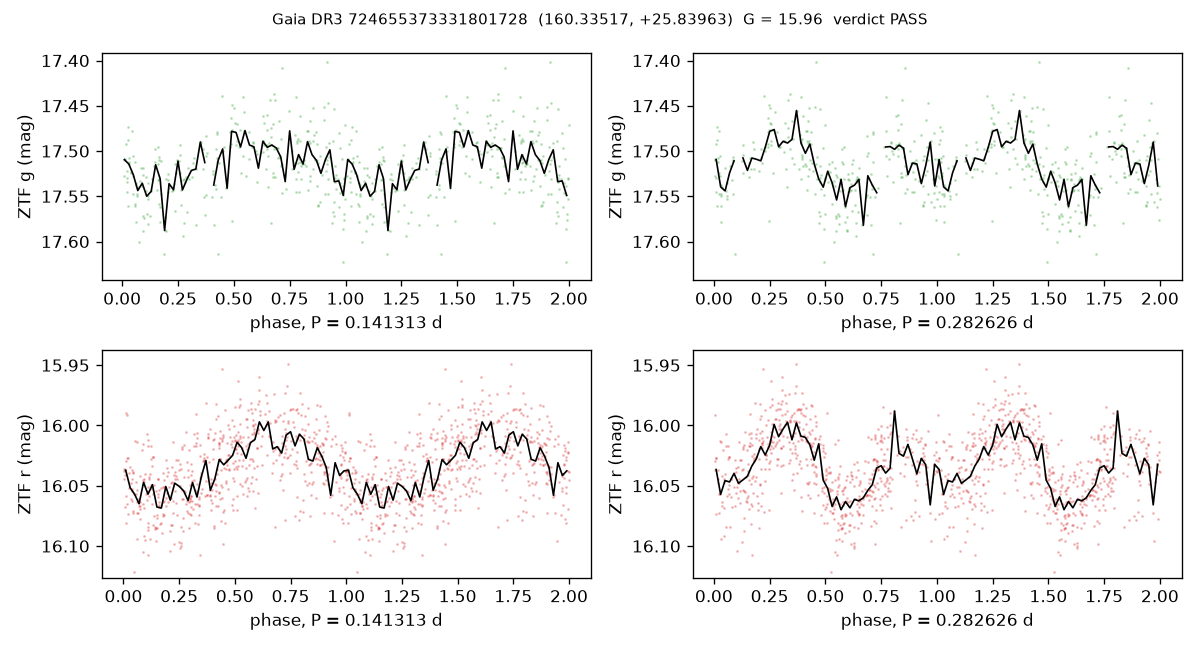 Gaia DR3 724655373331801728  (160.33517, +25.83963)  G = 15.96  verdict PASS
ZTF g (mag)
17.40
17.45
17.50
17.55
17.60
0.00 0.25 0.50 0.75 1.00 1.25 1.50 1.75 2.00
phase, P = 0.141313 d
ZTF g (mag)
17.40
17.45
17.50
17.55
17.60
0.00 0.25 0.50 0.75 1.00 1.25 1.50 1.75 2.00
phase, P = 0.282626 d
ZTF r (mag)
15.95
16.00
16.05
16.10
0.00 0.25 0.50 0.75 1.00 1.25 1.50 1.75 2.00
phase, P = 0.141313 d
ZTF r (mag)
15.95
16.00
16.05
16.10
0.00 0.25 0.50 0.75 1.00 1.25 1.50 1.75 2.00
phase, P = 0.282626 d